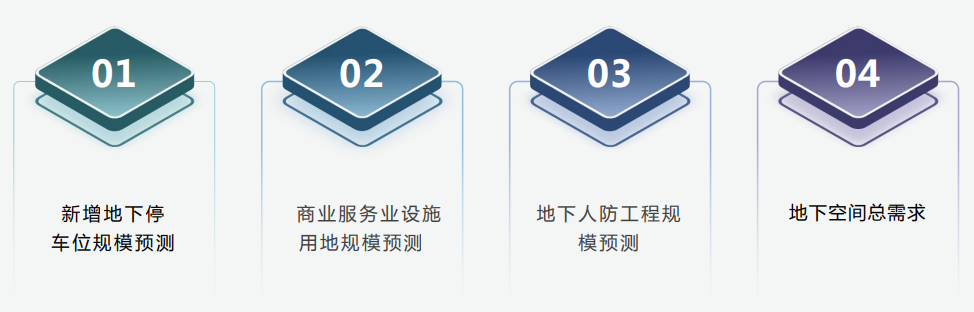 01
新增地下停
车位规模预测
02
商业服务业设施
用地规模预测
03
地下人防工程规
模预测
04
地下空间总需求